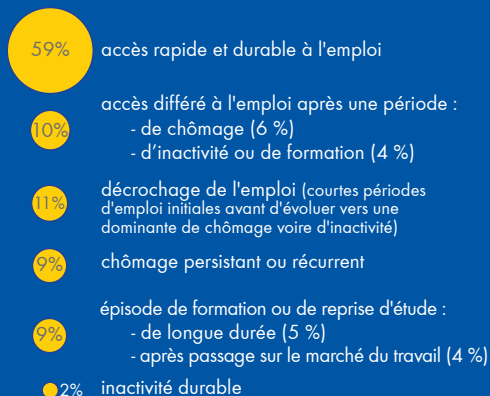 59% accès rapide et durable à l'emploi
accès différé à l'emploi après une période :
10%
- de chômage (6 %)
- d’inactivité ou de formation (4 %)
11%
décrochage de l'emploi (courtes périodes
d'emploi initiales avant d'évoluer vers une
dominante de chômage voire d'inactivité)
9% chômage persistant ou récurrent
épisode de formation ou de reprise d'étude :
9%
- de longue durée (5 %)
- après passage sur le marché du travail (4 %)
2% inactivité durable